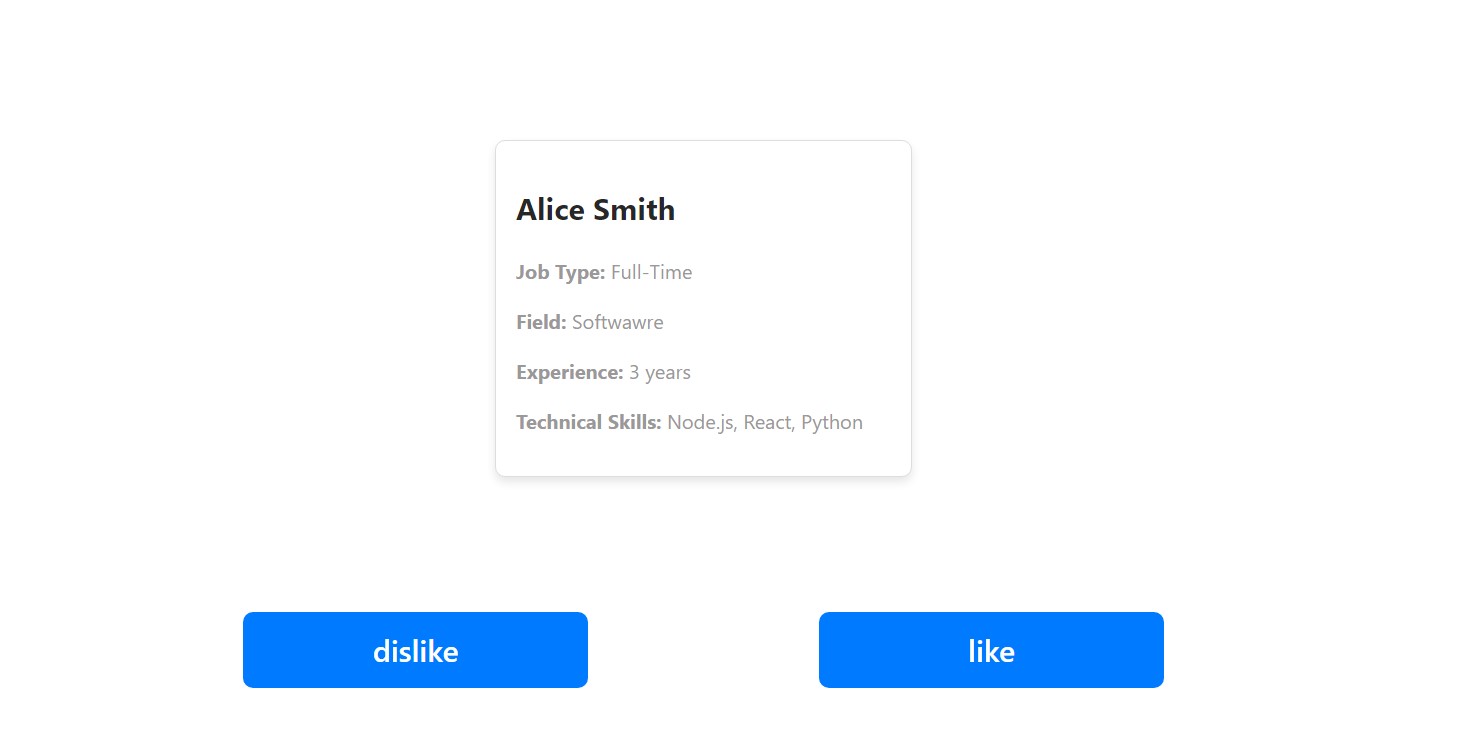 Alice Smith
Job Type: Full-Time
Field: Softwawre
Experience: 3 years
Technical Skills: Node.js, React, Python
dislike
like